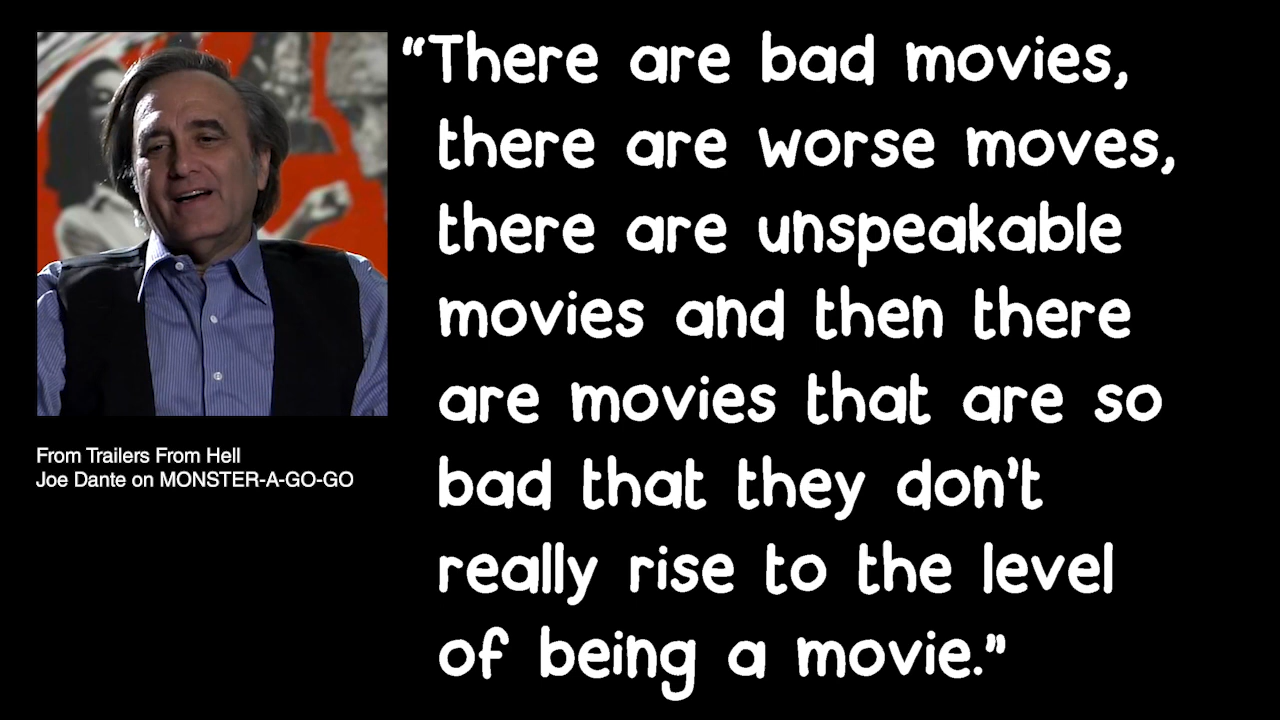 “There are bad movies,
there are worse moves,
there are unspeakable
movies and then there
are movies that are so
bad that they don’t
really rise to the level
of being a movie.”
From Trailers From Hell
Joe Dante on MONSTER-A-GO-GO